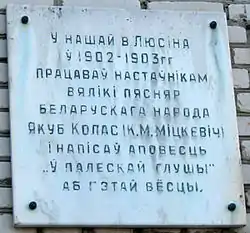 У НАШАЙ В ЛЮСІНА
Ў 1902-1903ГГ
ПРАЦАВАЎ НАСТАЎНІКАМ
ВЯЛІКІ ПЯСНЯР
БЕЛАРУСКАГА НАРОДА
ЯКУБ КОЛАС (К.М. МІЦКЕВІЧ)
І НАПІСАЎ АПОВЕСЦЬ
„Ў ПАЛЕСКАЙ ГЛУШЫ"
АБ ГЭТАЙ ВЁСЦЫ.